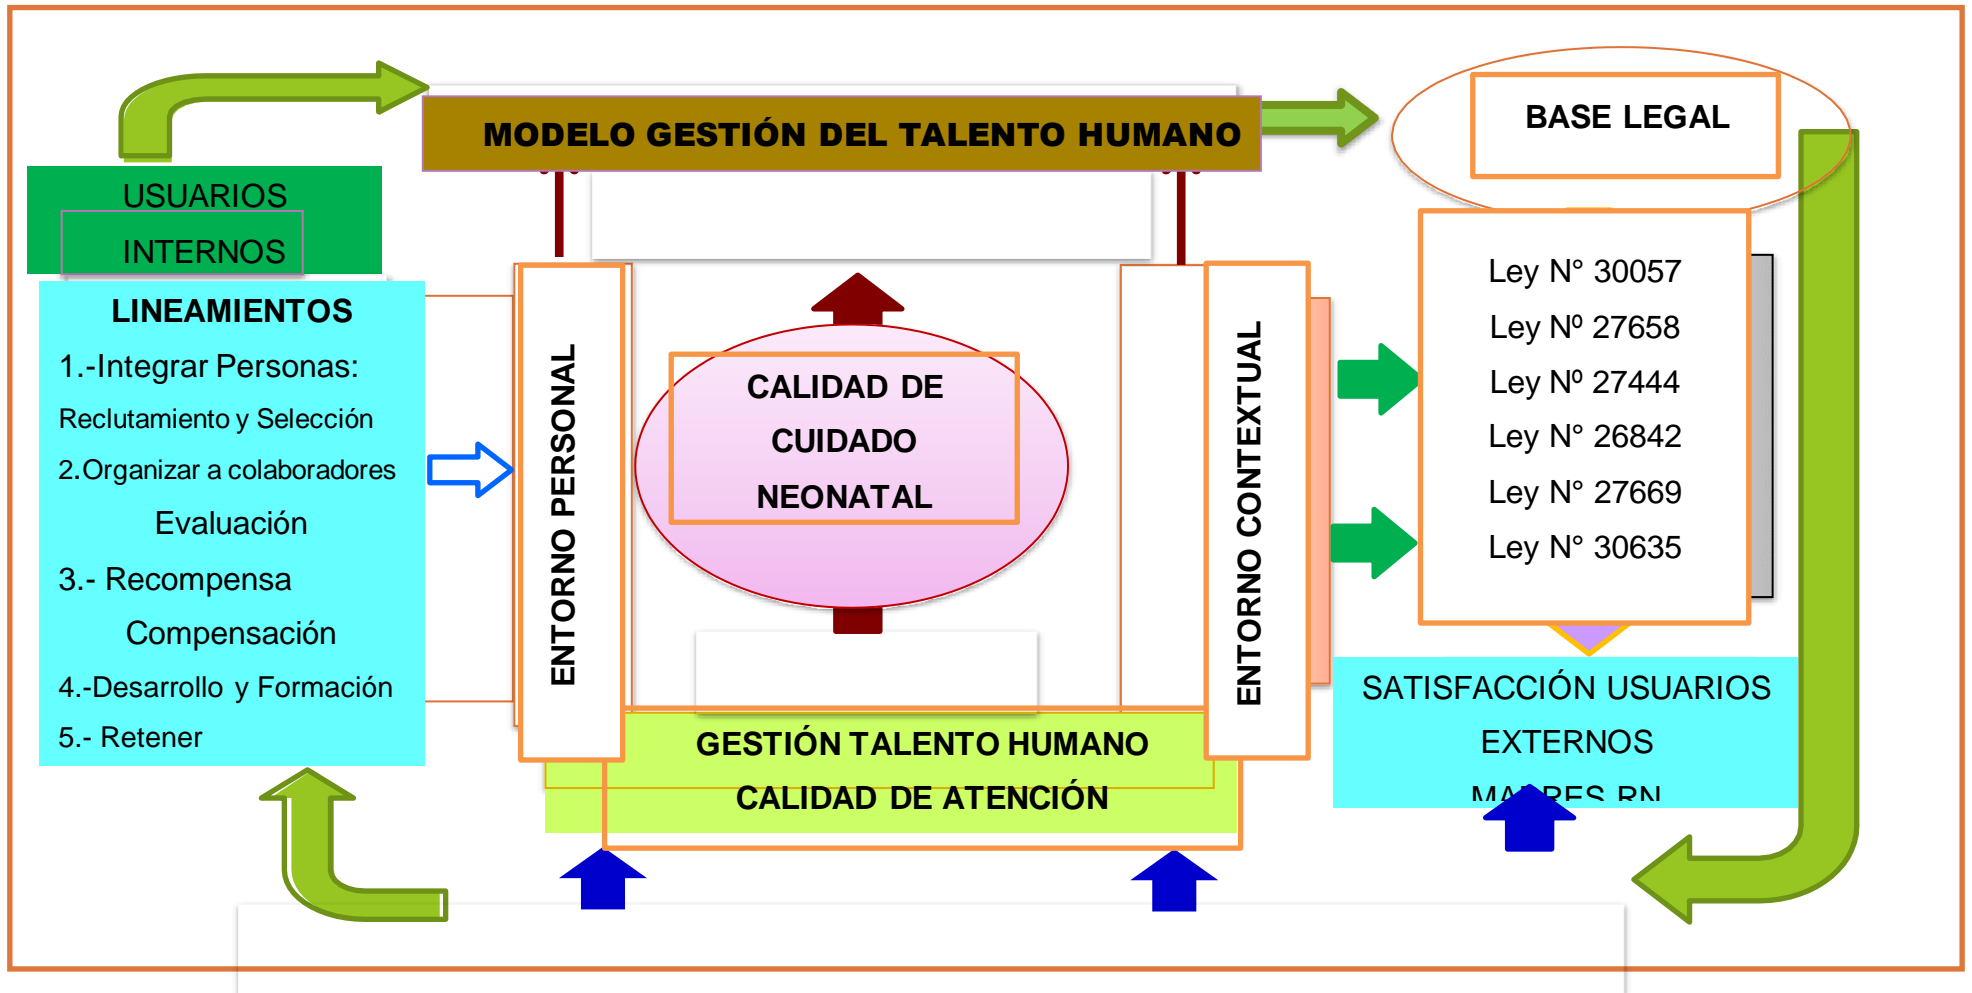 MODELO GESTIÓN DEL TALENTO HUMANO
BASE LEGAL
USUARIOS
INTERNOS
LINEAMIENTOS
1.-Integrar Personas:
Reclutamiento y Selección
2.Organizar a colaboradores
Evaluación
3.- Recompensa
Compensación
4.-Desarrollo y Formación
5.- Retener
ENTORNO PERSONAL
CALIDAD DE
CUIDADO
NEONATAL
ENTORNO CONTEXTUAL
Ley N° 30057
Ley Nº 27658
Ley Nº 27444
Ley N° 26842
Ley N° 27669
Ley N° 30635
GESTIÓN TALENTO HUMANO
CALIDAD DE ATENCIÓN
SATISFACCIÓN USUARIOS
EXTERNOS
MADRES RN